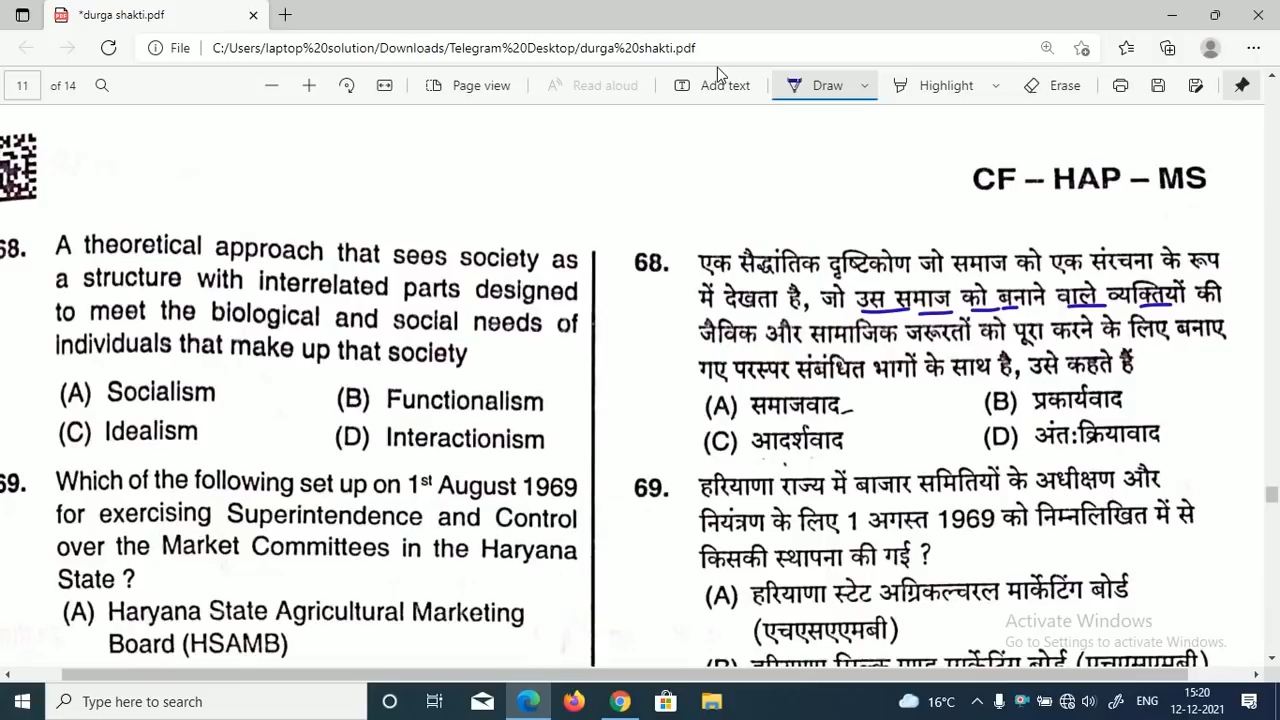 *durga shakti.pdf
File C:/Users/laptop%20solution/Downloads/Telegram%20Desktop/durga%20shakti.pdf
11 of 14 Page view Read aloud Add text Draw Highlight Erase
CF – HAP – MS
68. A theoretical approach that sees society as
a structure with interrelated parts designed
to meet the biological and social needs of
individuals that make up that society
(A) Socialism (B) Functionalism
(C) Idealism (D) Interactionism
69. Which of the following set up on 1st August 1969
for exercising Superintendence and Control
over the Market Committees in the Haryana
State ?
(A) Haryana State Agricultural Marketing
Board (HSAMB)
68. एक सैद्धांतिक दृष्टिकोण जो समाज को एक संरचना के रूप
में देखता है, जो उस समाज को बनाने वाले व्यक्तियों की
जैविक और सामाजिक जरूरतों को पूरा करने के लिए बनाए
गए परस्पर संबंधित भागों के साथ है, उसे कहते हैं
(A) समाजवाद (B) प्रकार्यवाद
(C) आदर्शवाद (D) अंत:क्रियावाद
69. हरियाणा राज्य में बाजार समितियों के अधीक्षण और
नियंत्रण के लिए 1 अगस्त 1969 को निम्नलिखित में से
किसकी स्थापना की गई ?
(A) हरियाणा स्टेट अग्रिकल्चरल मार्केटिंग बोर्ड
(एचएसएएमबी)
Activate Windows
Go to Settings to activate Windows.
Type here to search
16°C ENG 15:20
12-12-2021